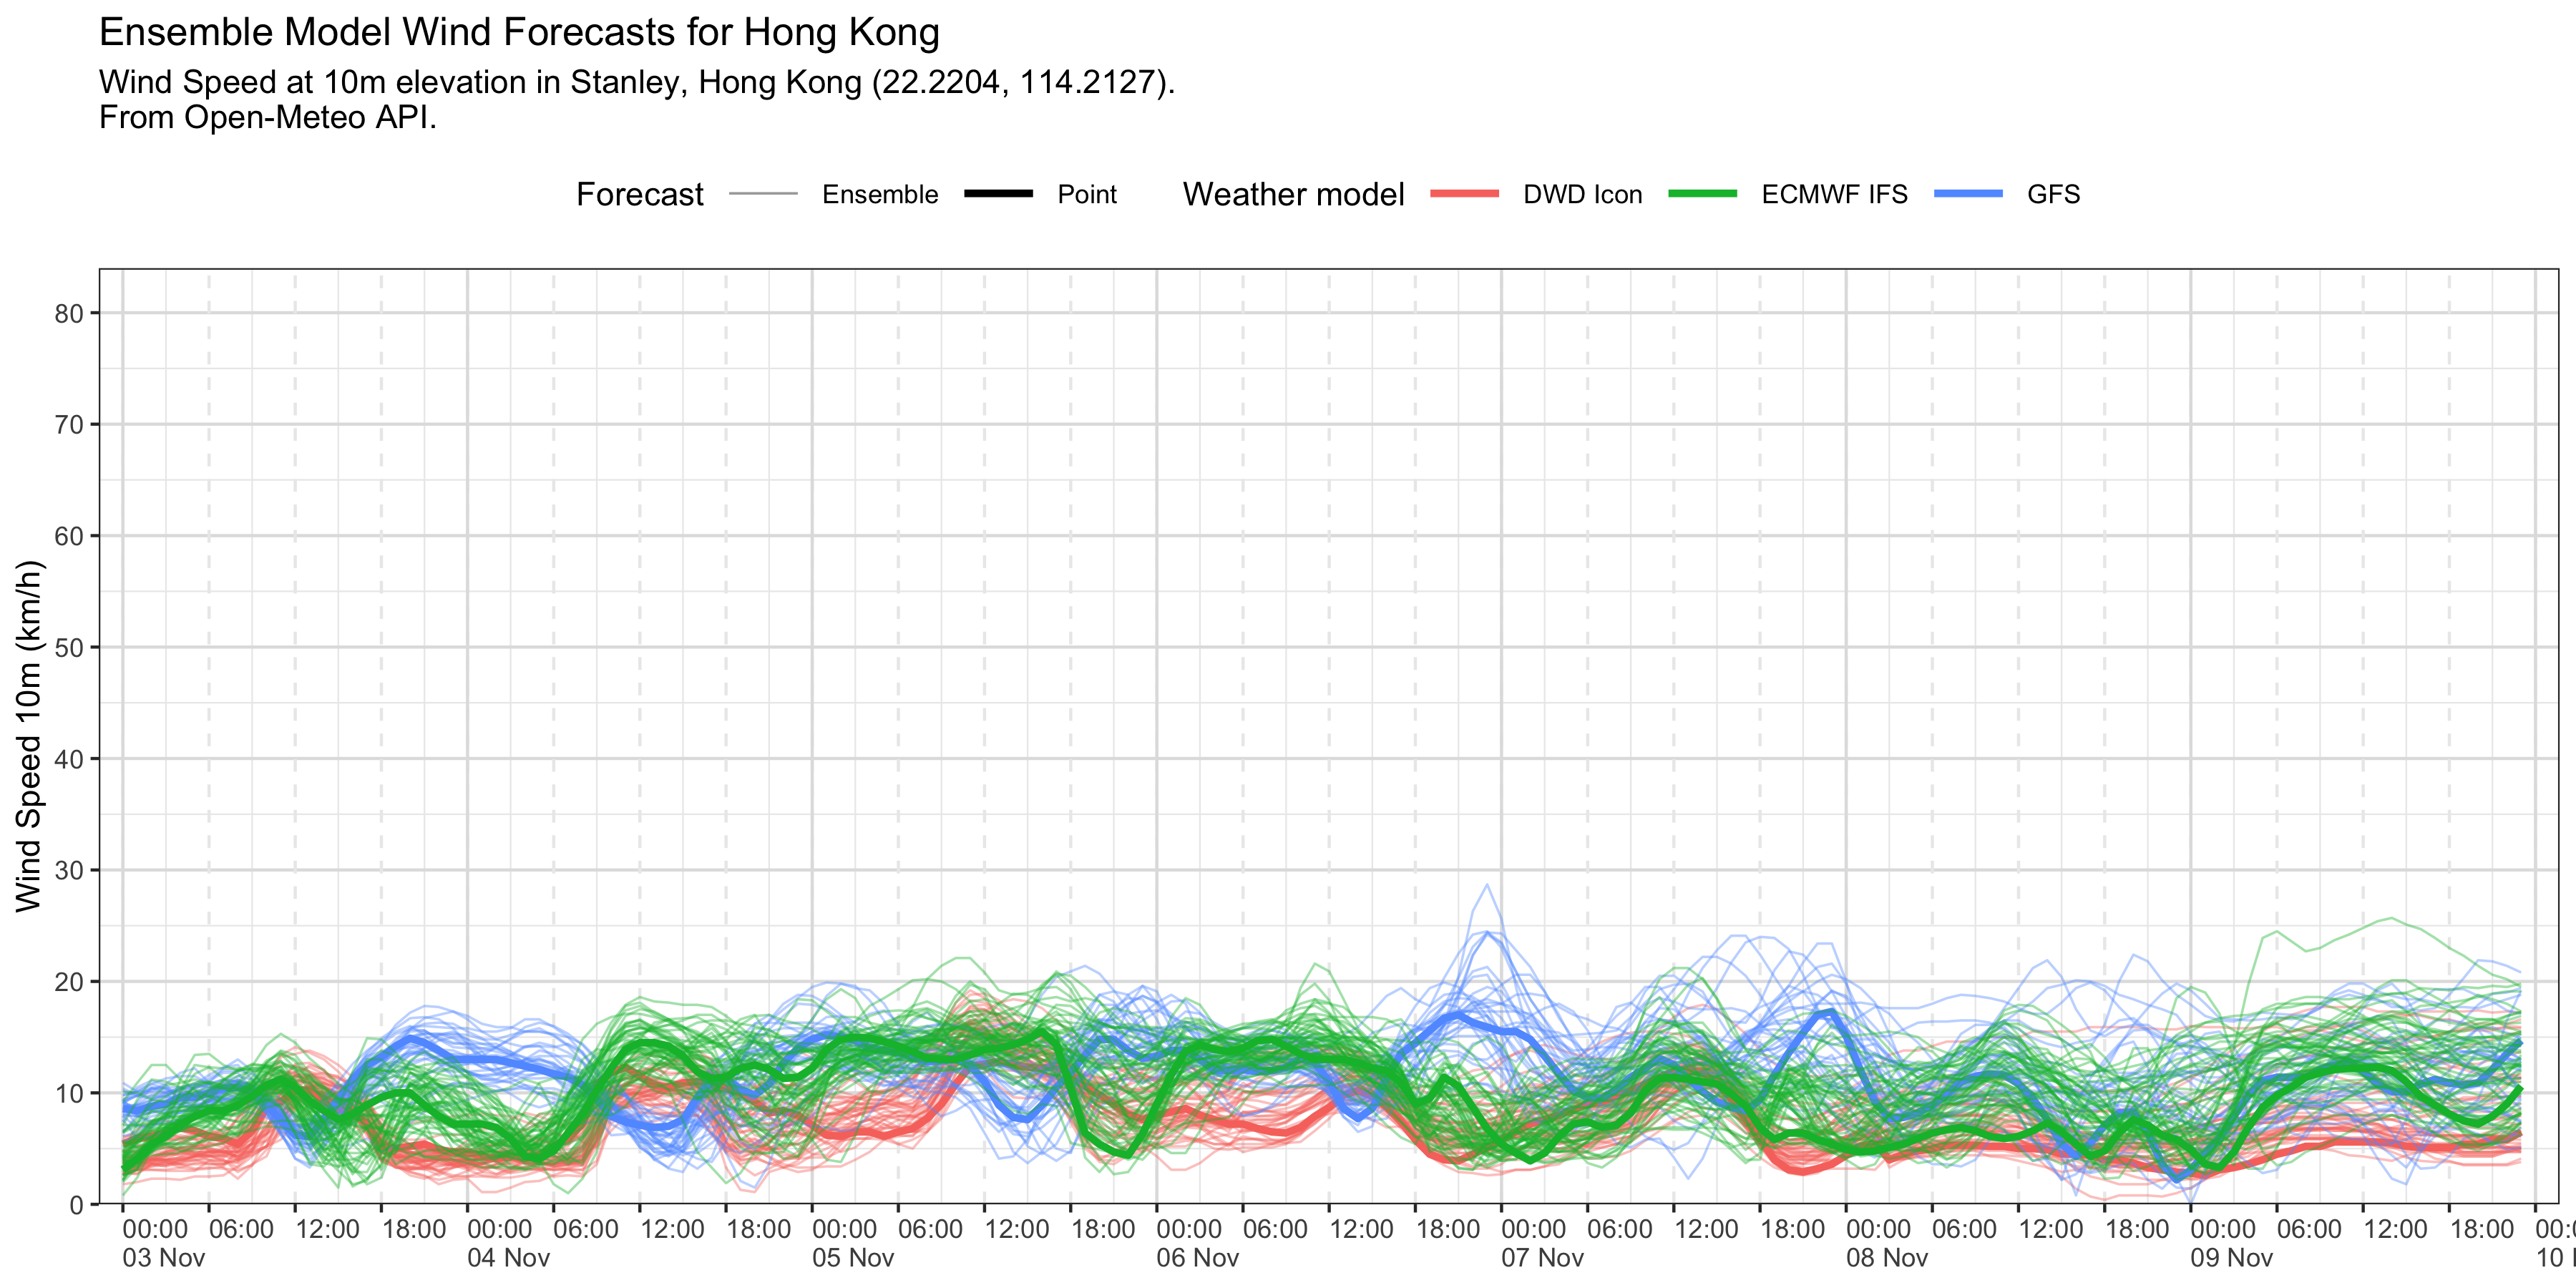 Ensemble Model Wind Forecasts for Hong Kong
Wind Speed at 10m elevation in Stanley, Hong Kong (22.2204, 114.2127).
From Open-Meteo API.
Forecast Ensemble Point Weather model DWD Icon ECMWF IFS GFS
Wind Speed 10m (km/h)
80
70
60
50
40
30
20
10
0
00:00 06:00 12:00 18:00 00:00 06:00 12:00 18:00 00:00 06:00 12:00 18:00 00:00 06:00 12:00 18:00 00:00 06:00 12:00 18:00 00:00 06:00 12:00 18:00 00:00 06:00 12:00 18:00
03 Nov 04 Nov 05 Nov 06 Nov 07 Nov 08 Nov 09 Nov 10